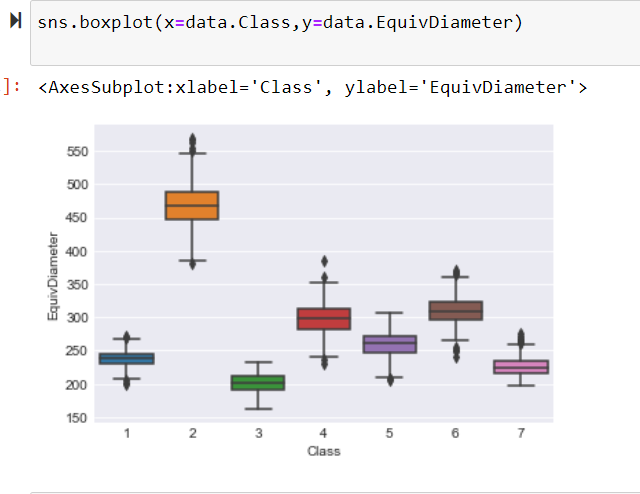 sns.boxplot(x=data.Class,y=data.EquivDiameter)
]: <AxesSubplot:xlabel='Class', ylabel='EquivDiameter'>
550
500
450
400
350
300
250
200
150
EquivDiameter
1 2 3 4 5 6 7
Class